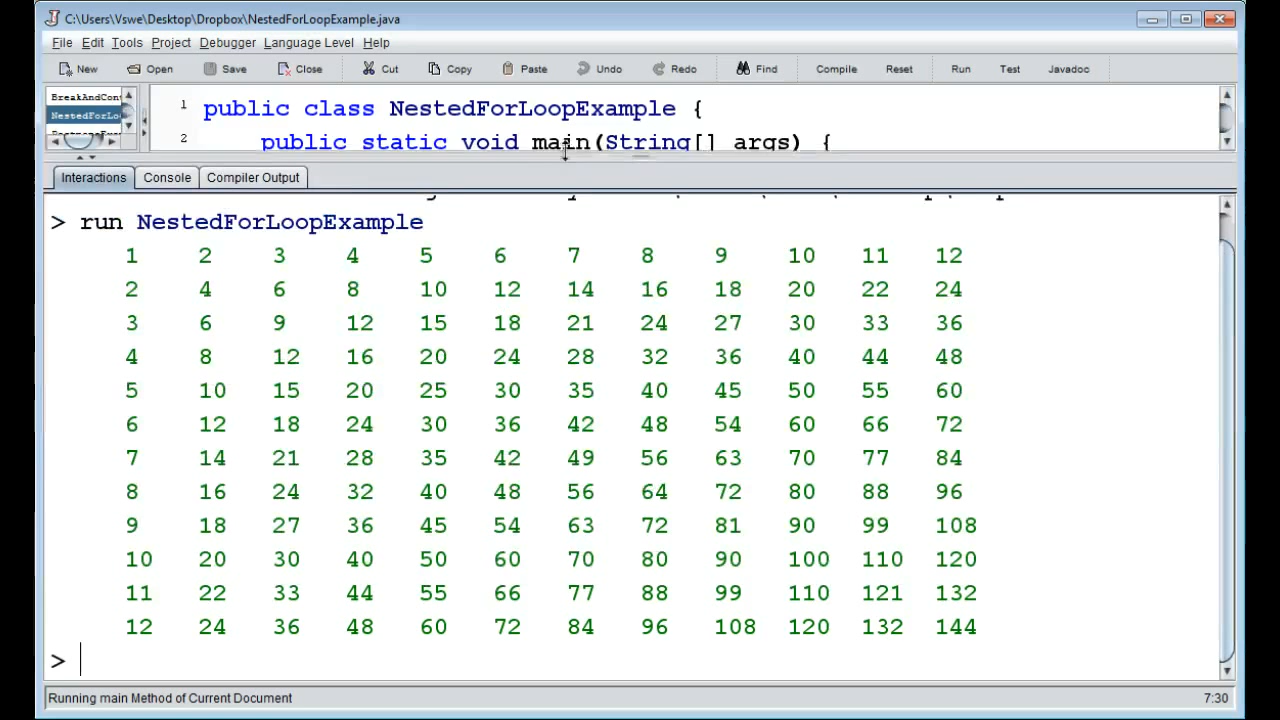 C:\Users\Vswe\Desktop\Dropbox\NestedForLoopExample.java
File Edit Tools Project Debugger Language Level Help
New Open Save Close Cut Copy Paste Undo Redo Find Compile Reset Run Test Javadoc
BreakAndCon
NestedForLo
1 public class NestedForLoopExample {
2 public static void main(String[] args) {
Interactions Console Compiler Output
> run NestedForLoopExample
1 2 3 4 5 6 7 8 9 10 11 12
2 4 6 8 10 12 14 16 18 20 22 24
3 6 9 12 15 18 21 24 27 30 33 36
4 8 12 16 20 24 28 32 36 40 44 48
5 10 15 20 25 30 35 40 45 50 55 60
6 12 18 24 30 36 42 48 54 60 66 72
7 14 21 28 35 42 49 56 63 70 77 84
8 16 24 32 40 48 56 64 72 80 88 96
9 18 27 36 45 54 63 72 81 90 99 108
10 20 30 40 50 60 70 80 90 100 110 120
11 22 33 44 55 66 77 88 99 110 121 132
12 24 36 48 60 72 84 96 108 120 132 144
>
Running main Method of Current Document 7:30